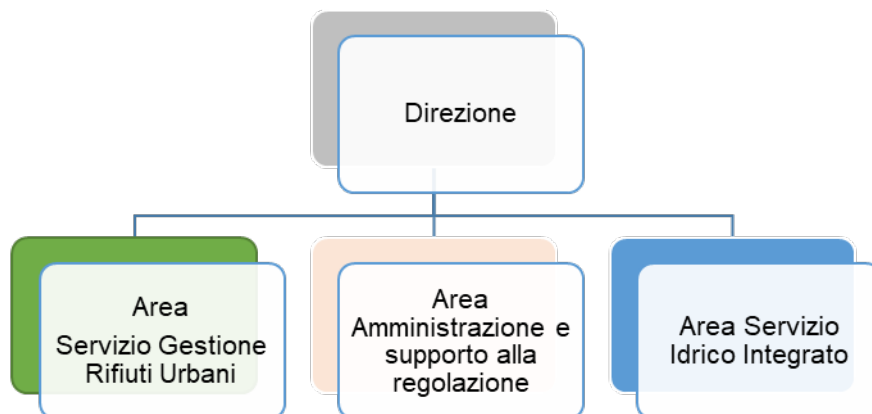 Direzione
Area
Servizio Gestione
Rifiuti Urbani
Area
Amministrazione e
supporto alla
regolazione
Area Servizio
Idrico Integrato